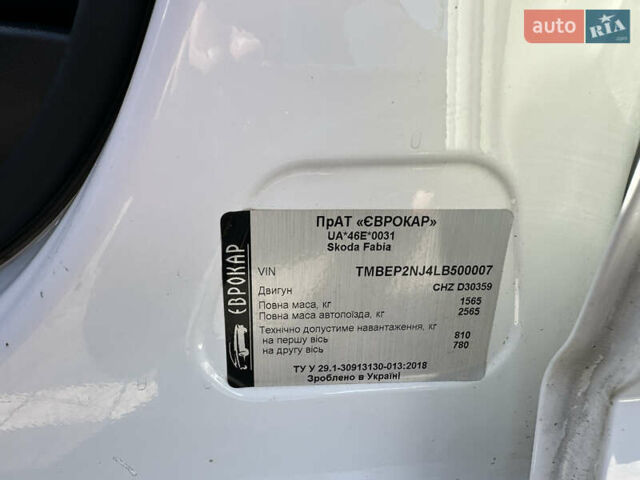 auto RIA.com
ПрАТ «ЄВРОКАР»
UA*46E*0031
Skoda Fabia
ЄВРОКАР
VIN TMBEP2NJ4LB500007
Двигун CHZ D30359
Повна маса, кг 1565
Повна маса автопоїзда, кг 2565
Технічно допустиме навантаження, кг
на першу вісь 810
на другу вісь 780
ТУ У 29.1-30913130-013:2018
Зроблено в Україні